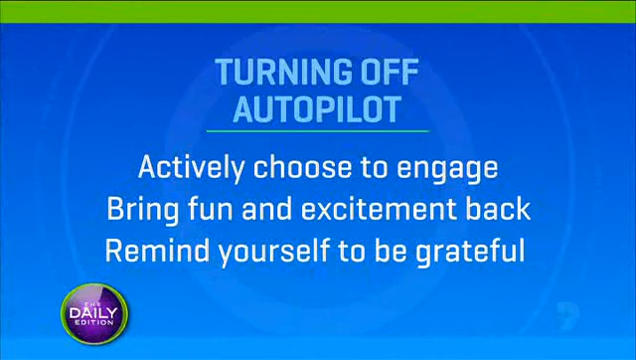 TURNING OFF
AUTOPILOT
Actively choose to engage
Bring fun and excitement back
Remind yourself to be grateful
THE
DAILY
EDITION
7